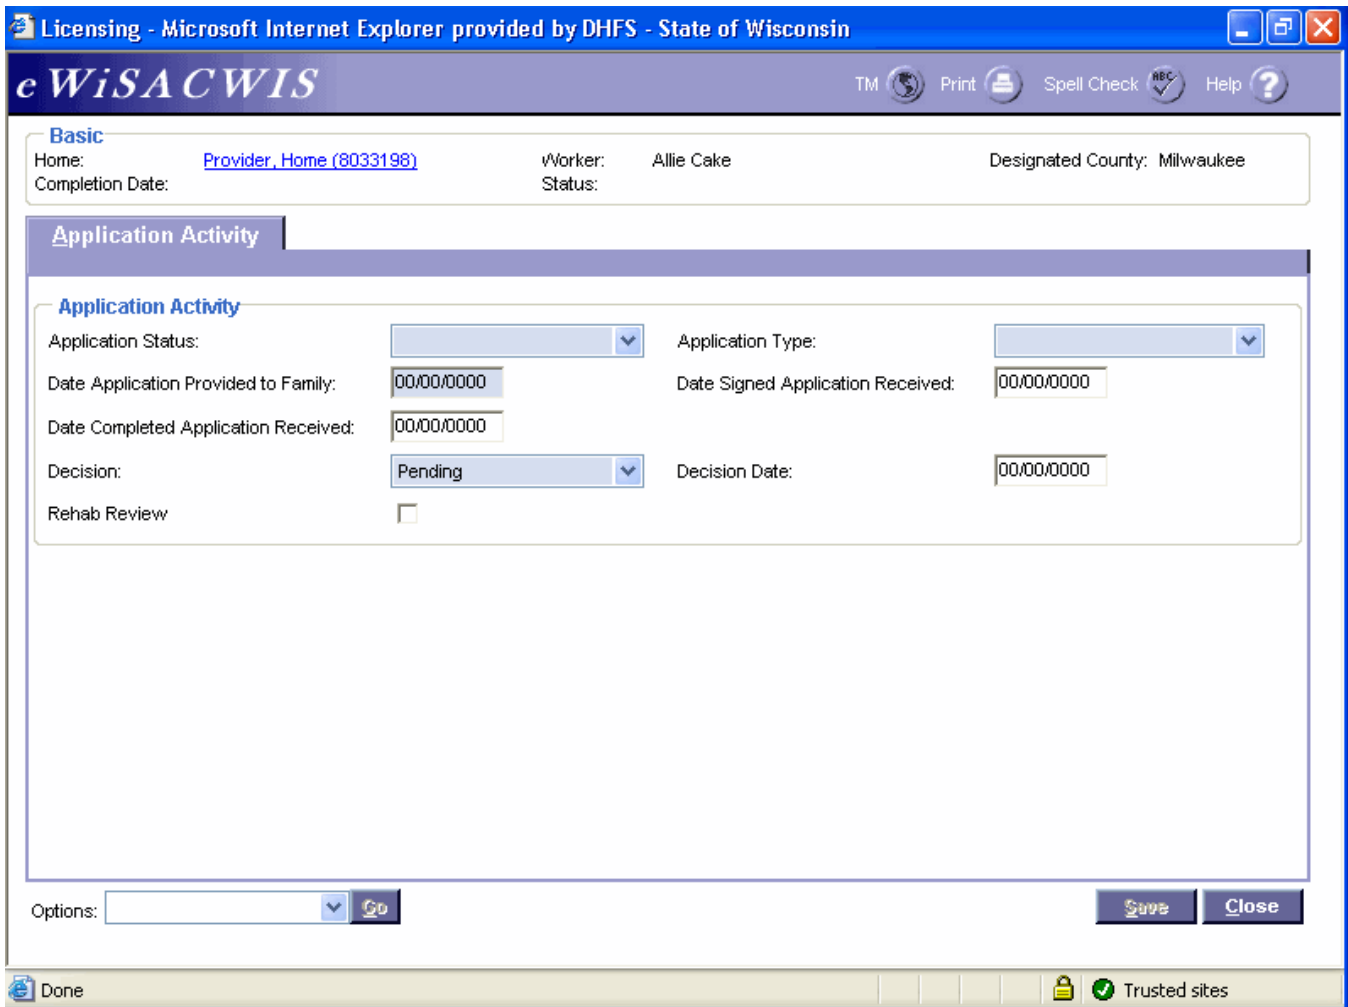 Licensing - Microsoft Internet Explorer provided by DHFS - State of Wisconsin
e WiSACWIS TM Print Spell Check ABC Help ?
Basic
Home: Provider, Home (8033198) Worker: Allie Cake Designated County: Milwaukee
Completion Date: Status:
Application Activity
Application Activity
Application Status: Application Type:
Date Application Provided to Family: 00/00/0000 Date Signed Application Received: 00/00/0000
Date Completed Application Received: 00/00/0000
Decision: Pending Decision Date: 00/00/0000
Rehab Review
Options: Go Save Close
Done Trusted sites